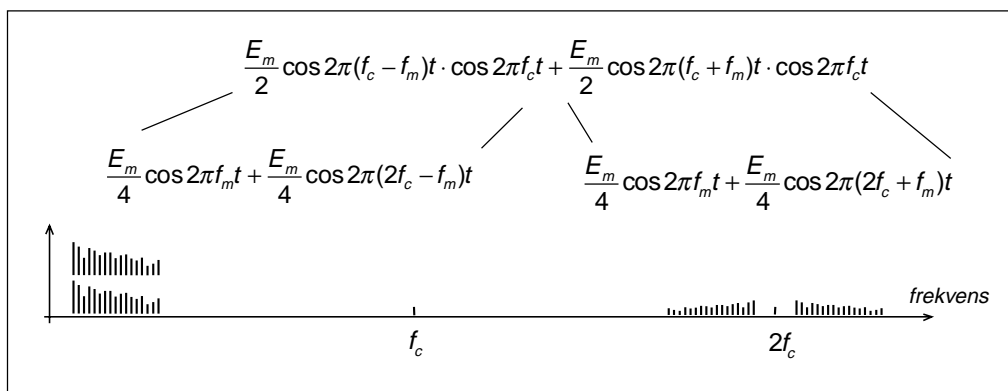 E_m/2 cos 2π(f_c − f_m)t · cos 2πf_c t + E_m/2 cos 2π(f_c + f_m)t · cos 2πf_c t
E_m/4 cos 2πf_m t + E_m/4 cos 2π(2f_c − f_m)t
E_m/4 cos 2πf_m t + E_m/4 cos 2π(2f_c + f_m)t
frekvens
f_c
2f_c